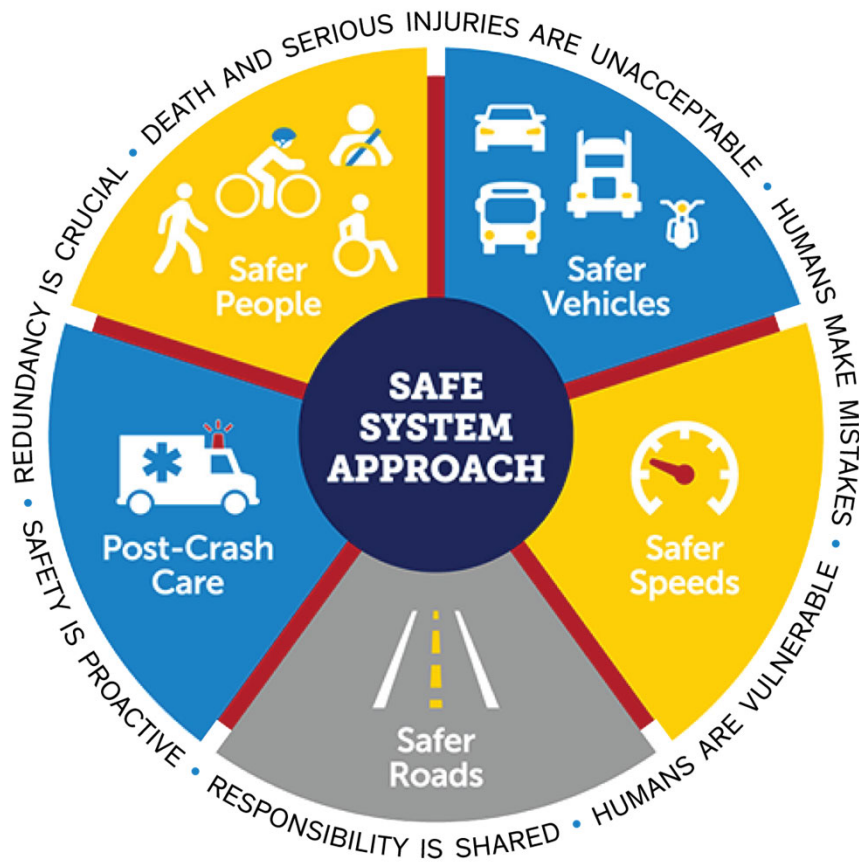 DEATH AND SERIOUS INJURIES ARE UNACCEPTABLE • HUMANS MAKE MISTAKES • HUMANS ARE VULNERABLE • RESPONSIBILITY IS SHARED • SAFETY IS PROACTIVE • REDUNDANCY IS CRUCIAL •
Safer
People
Safer
Vehicles
SAFE
SYSTEM
APPROACH
Post-Crash
Care
Safer
Speeds
Safer
Roads